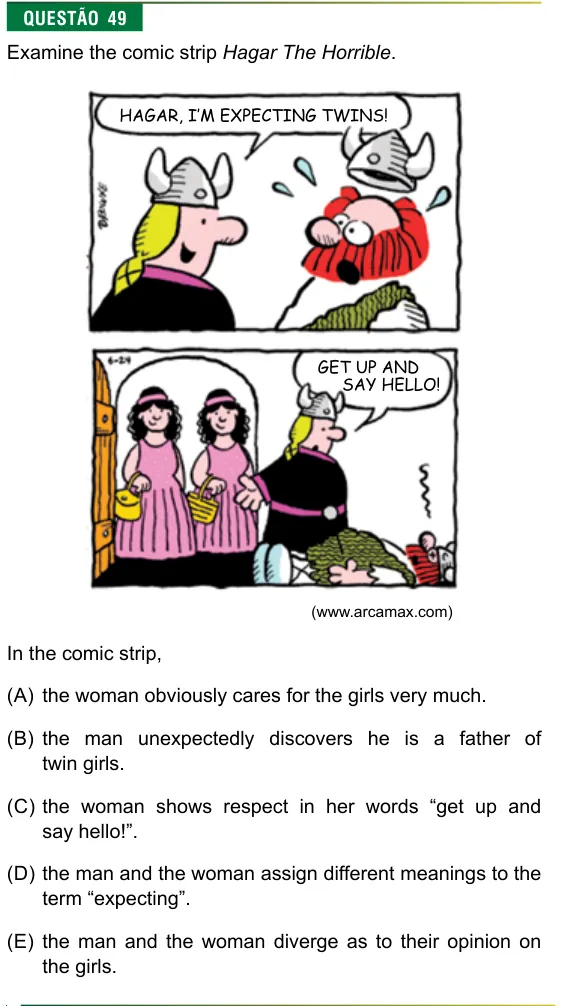 QUESTÃO 49
Examine the comic strip Hagar The Horrible.
HAGAR, I'M EXPECTING TWINS!
6-24
GET UP AND
SAY HELLO!
(www.arcamax.com)
In the comic strip,
(A) the woman obviously cares for the girls very much.
(B) the man unexpectedly discovers he is a father of
twin girls.
(C) the woman shows respect in her words “get up and
say hello!”.
(D) the man and the woman assign different meanings to the
term “expecting”.
(E) the man and the woman diverge as to their opinion on
the girls.